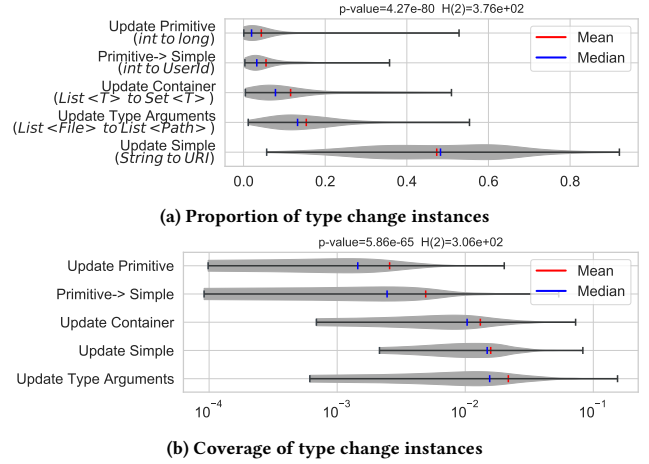 p-value=4.27e-80 H(2)=3.76e+02
Update Primitive
(int to long)
Primitive-> Simple
(int to UserId)
Update Container
(List <T> to Set <T> )
Update Type Arguments
(List <File> to List <Path> )
Update Simple
(String to URI)
Mean
Median
0.0 0.2 0.4 0.6 0.8
(a) Proportion of type change instances
p-value=5.86e-65 H(2)=3.06e+02
Update Primitive
Primitive-> Simple
Update Container
Update Simple
Update Type Arguments
Mean
Median
10⁻⁴ 10⁻³ 10⁻² 10⁻¹
(b) Coverage of type change instances